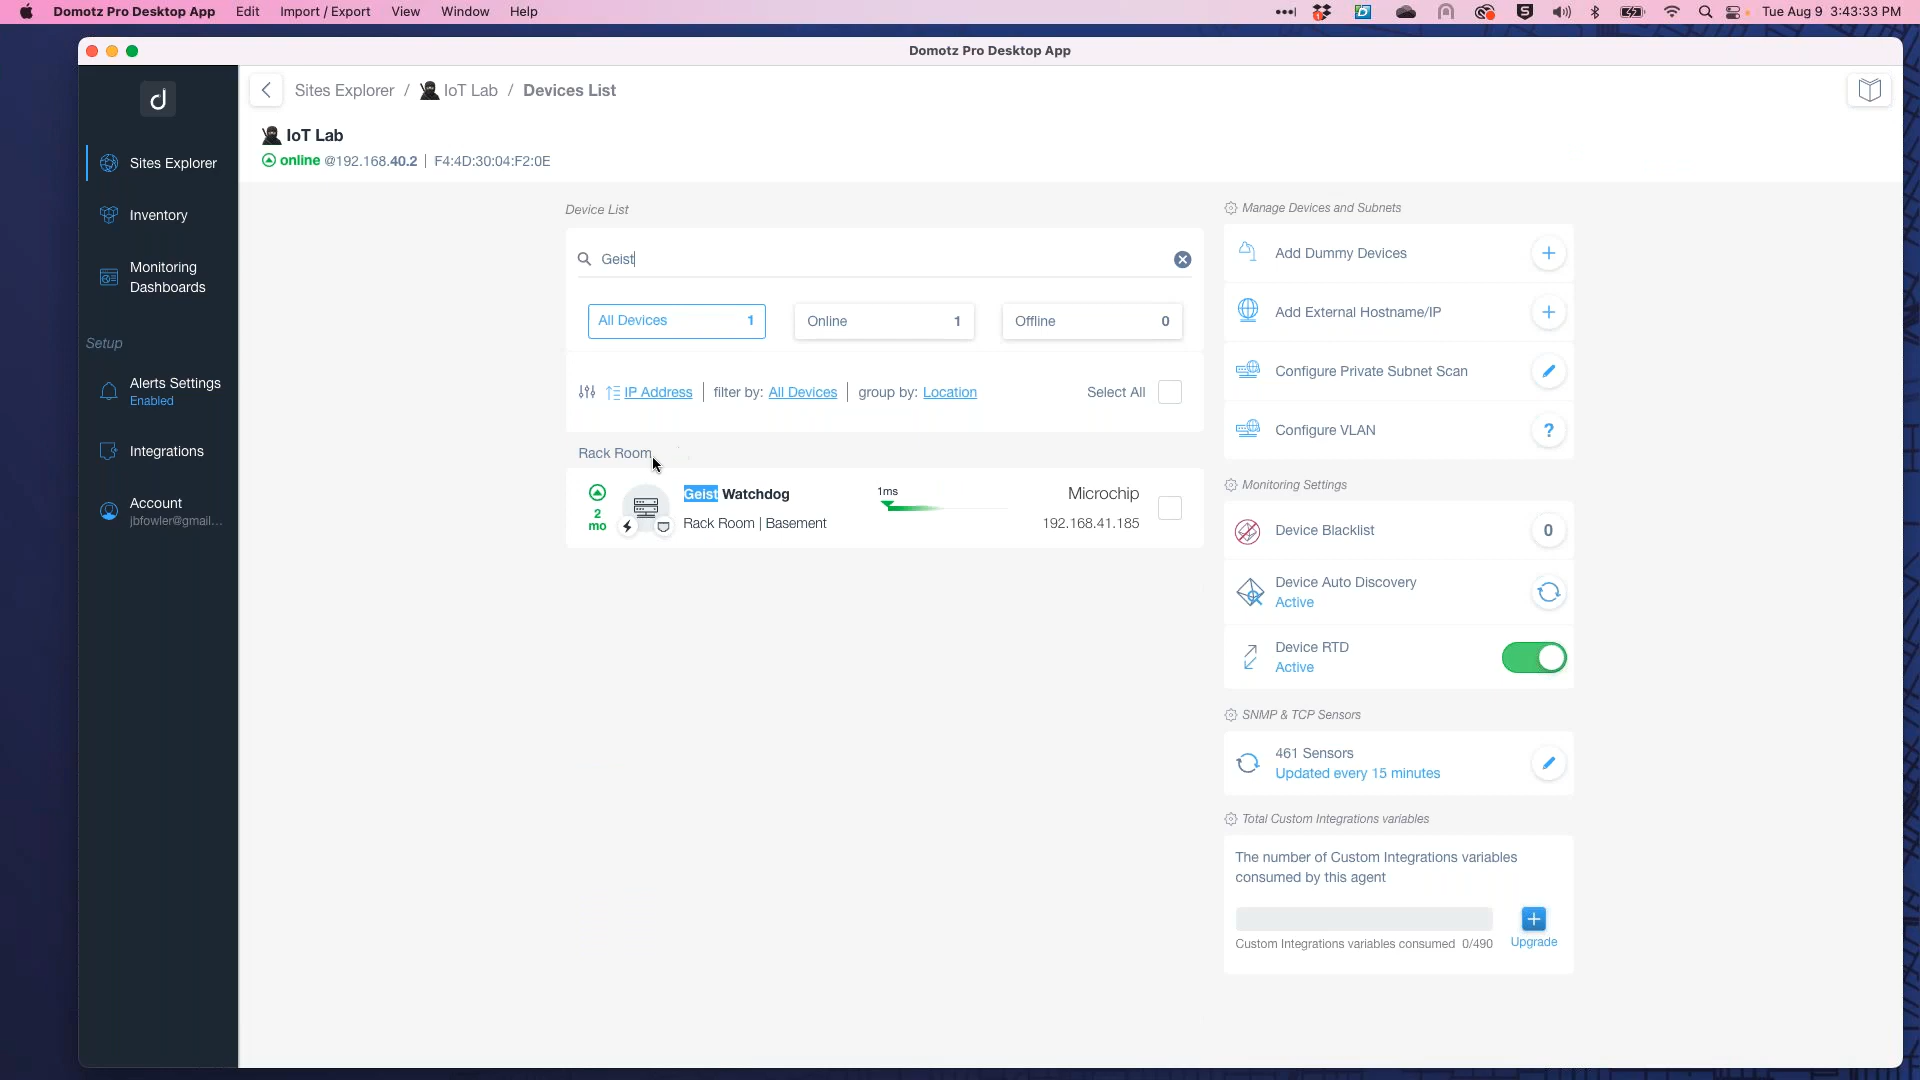 Domotz Pro Desktop App Edit Import / Export View Window Help Tue Aug 9 3:43:33 PM
Domotz Pro Desktop App
Sites Explorer / IoT Lab / Devices List
IoT Lab
online @192.168.40.2 | F4:4D:30:04:F2:0E
Sites Explorer
Inventory
Monitoring
Dashboards
Setup
Alerts Settings
Enabled
Integrations
Account
jbfowler@gmail...
Device List
Geist
All Devices 1
Online 1
Offline 0
IP Address | filter by: All Devices | group by: Location
Select All
Rack Room
2
mo
Geist Watchdog
Rack Room | Basement
1ms
Microchip
192.168.41.185
Manage Devices and Subnets
Add Dummy Devices
Add External Hostname/IP
Configure Private Subnet Scan
Configure VLAN ?
Monitoring Settings
Device Blacklist 0
Device Auto Discovery
Active
Device RTD
Active
SNMP & TCP Sensors
461 Sensors
Updated every 15 minutes
Total Custom Integrations variables
The number of Custom Integrations variables
consumed by this agent
Custom Integrations variables consumed 0/490
Upgrade